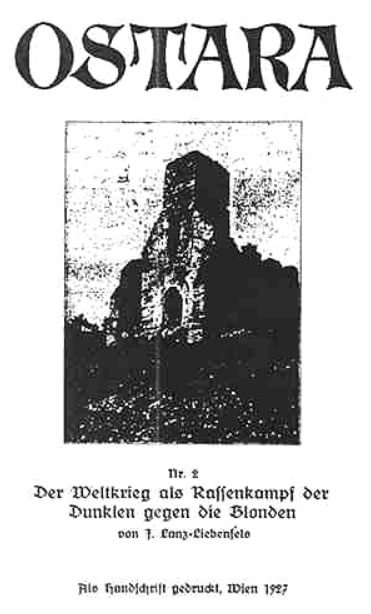 OSTARA
Nr. 2
Der Weltkrieg als Rassenkampf der
Dunklen gegen die Blonden
von J. Lanz-Liebenfels
Als Handschrift gedruckt, Wien 1927